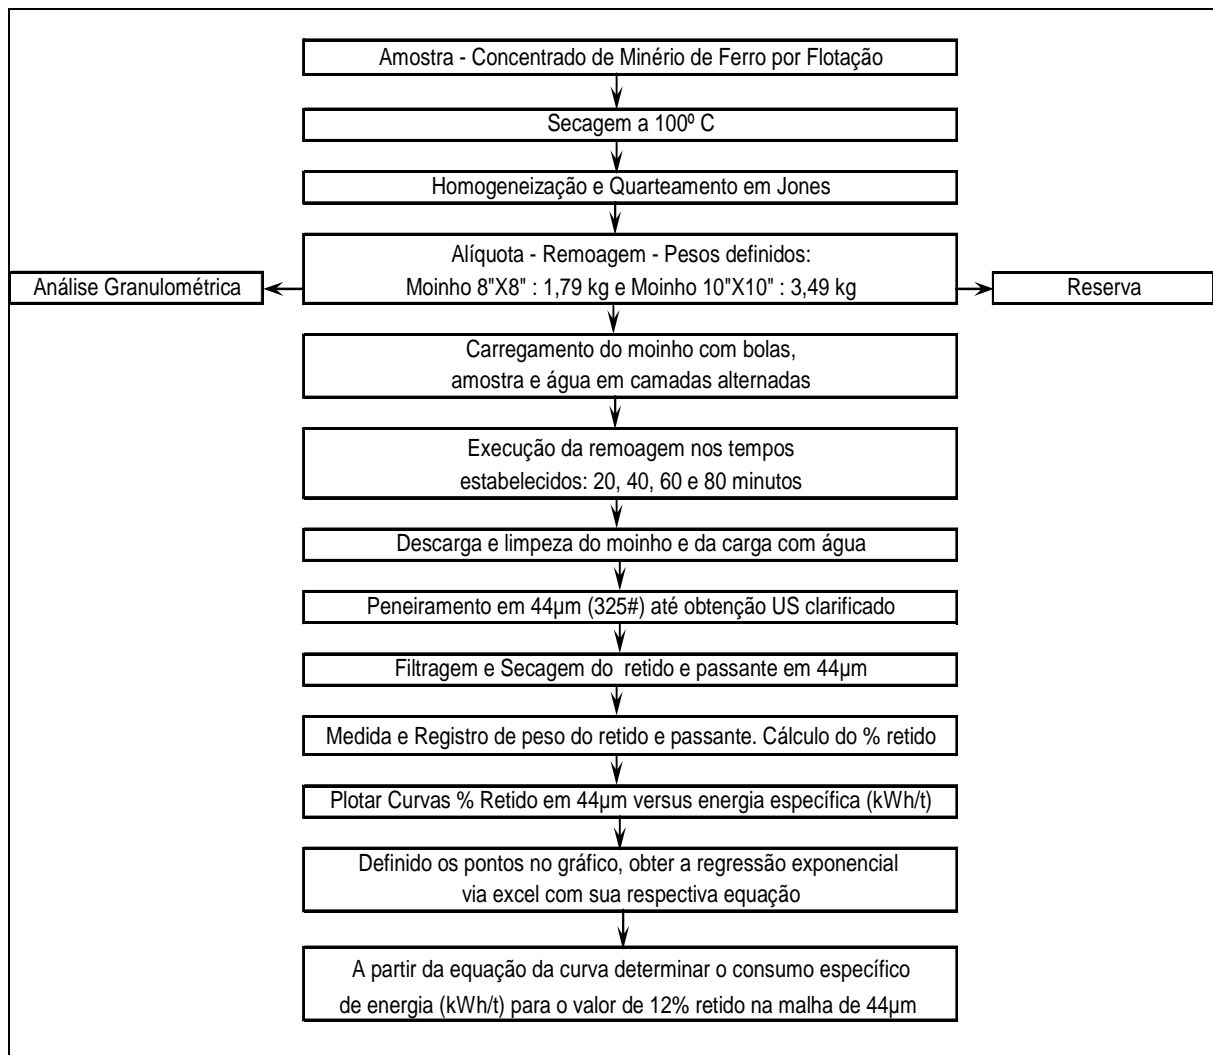 Amostra - Concentrado de Minério de Ferro por Flotação
Secagem a 100º C
Homogeneização e Quarteamento em Jones
Alíquota - Remoagem - Pesos definidos:
Moinho 8"X8" : 1,79 kg e Moinho 10"X10" : 3,49 kg
Análise Granulométrica
Reserva
Carregamento do moinho com bolas,
amostra e água em camadas alternadas
Execução da remoagem nos tempos
estabelecidos: 20, 40, 60 e 80 minutos
Descarga e limpeza do moinho e da carga com água
Peneiramento em 44µm (325#) até obtenção US clarificado
Filtragem e Secagem do retido e passante em 44µm
Medida e Registro de peso do retido e passante. Cálculo do % retido
Plotar Curvas % Retido em 44µm versus energia específica (kWh/t)
Definido os pontos no gráfico, obter a regressão exponencial
via excel com sua respectiva equação
A partir da equação da curva determinar o consumo específico
de energia (kWh/t) para o valor de 12% retido na malha de 44µm